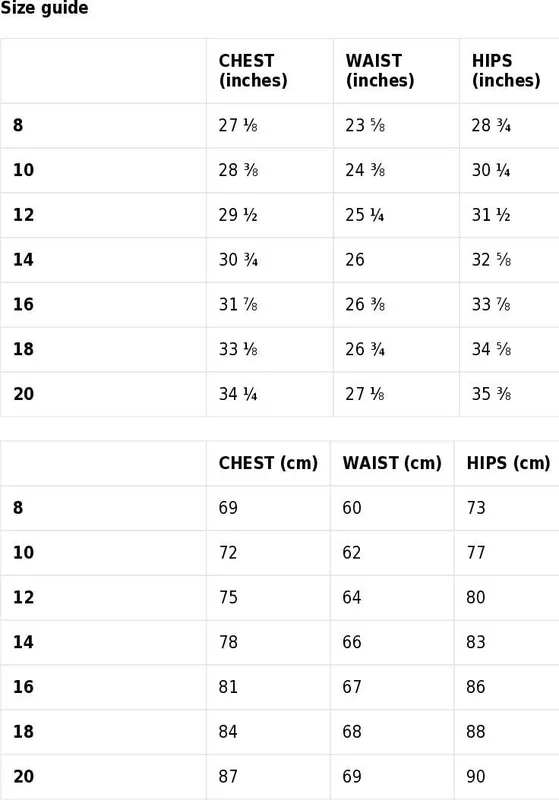 Size guide
CHEST WAIST HIPS
(inches) (inches) (inches)
8 27 ⅛ 23 ⅝ 28 ¾
10 28 ⅜ 24 ⅜ 30 ¼
12 29 ½ 25 ¼ 31 ½
14 30 ¾ 26 32 ⅝
16 31 ⅞ 26 ⅜ 33 ⅞
18 33 ⅛ 26 ¾ 34 ⅝
20 34 ¼ 27 ⅛ 35 ⅜
CHEST (cm) WAIST (cm) HIPS (cm)
8 69 60 73
10 72 62 77
12 75 64 80
14 78 66 83
16 81 67 86
18 84 68 88
20 87 69 90